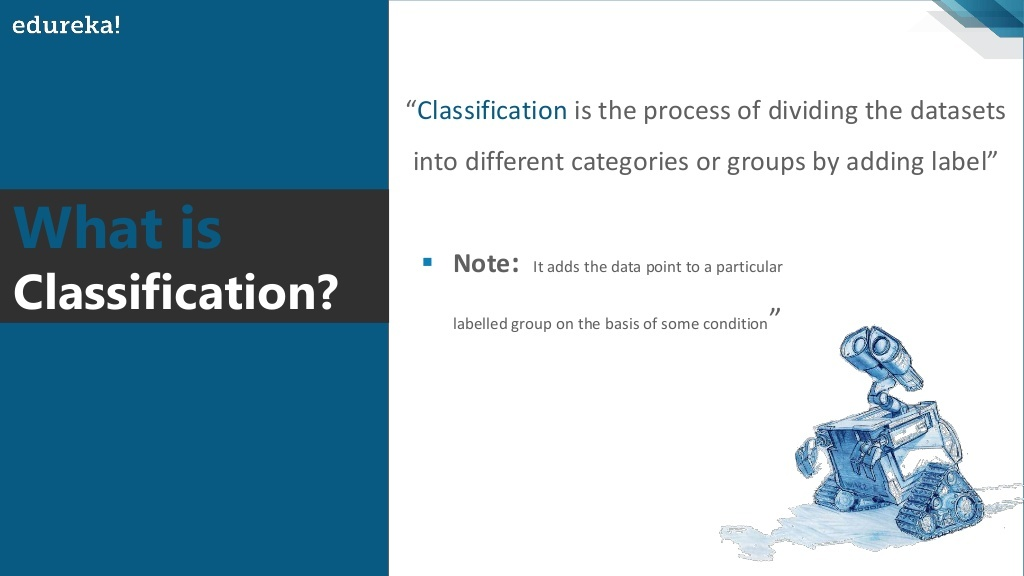 edureka!
What is
Classification?
“Classification is the process of dividing the datasets
into different categories or groups by adding label”
▪ Note: It adds the data point to a particular
labelled group on the basis of some condition”